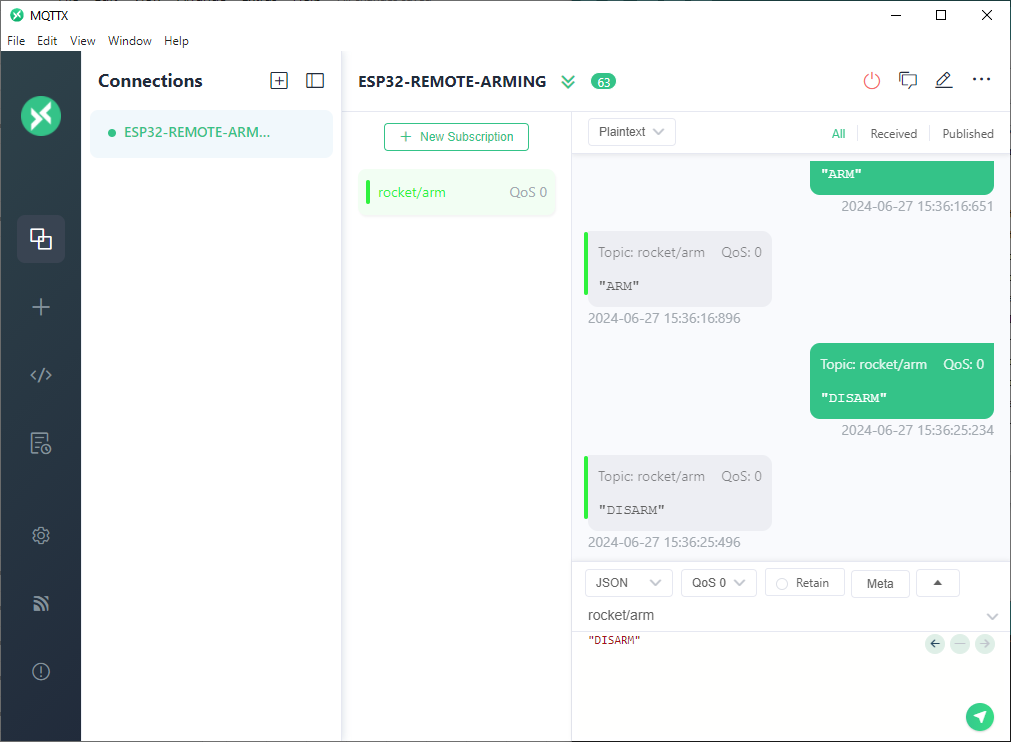 MQTTX
File Edit View Window Help
Connections
ESP32-REMOTE-ARM...
ESP32-REMOTE-ARMING 63
New Subscription
rocket/arm QoS 0
Plaintext
All Received Published
"ARM"
2024-06-27 15:36:16:651
Topic: rocket/arm QoS: 0
"ARM"
2024-06-27 15:36:16:896
Topic: rocket/arm QoS: 0
"DISARM"
2024-06-27 15:36:25:234
Topic: rocket/arm QoS: 0
"DISARM"
2024-06-27 15:36:25:496
JSON QoS 0 Retain Meta
rocket/arm
"DISARM"